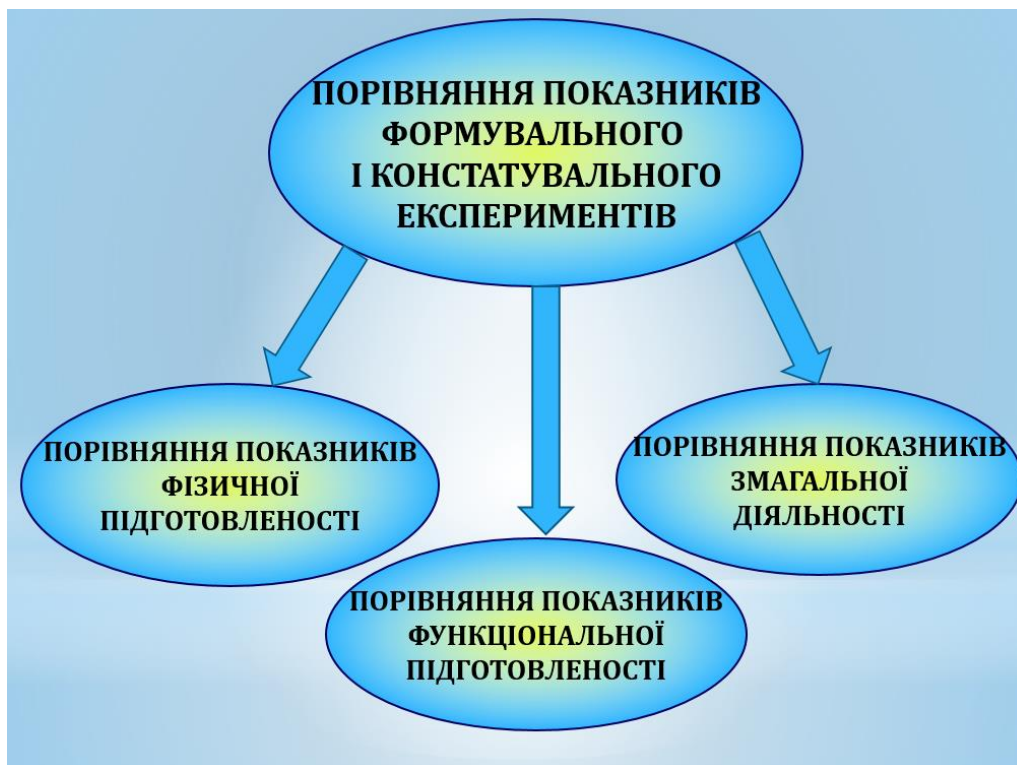 ПОРІВНЯННЯ ПОКАЗНИКІВ
ФОРМУВАЛЬНОГО
І КОНСТАТУВАЛЬНОГО
ЕКСПЕРИМЕНТІВ
ПОРІВНЯННЯ ПОКАЗНИКІВ
ФІЗИЧНОЇ
ПІДГОТОВЛЕНОСТІ
ПОРІВНЯННЯ ПОКАЗНИКІВ
ФУНКЦІОНАЛЬНОЇ
ПІДГОТОВЛЕНОСТІ
ПОРІВНЯННЯ ПОКАЗНИКІВ
ЗМАГАЛЬНОЇ
ДІЯЛЬНОСТІ